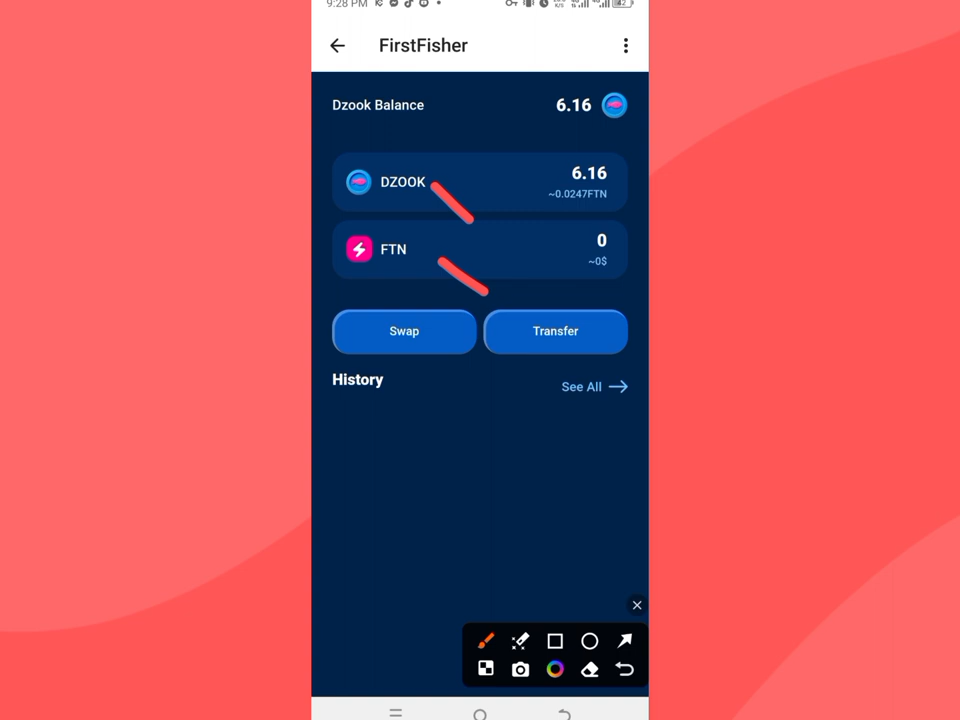 9:28 PM
FirstFisher
Dzook Balance 6.16
DZOOK 6.16
~0.0247FTN
FTN 0
~0$
Swap Transfer
History See All